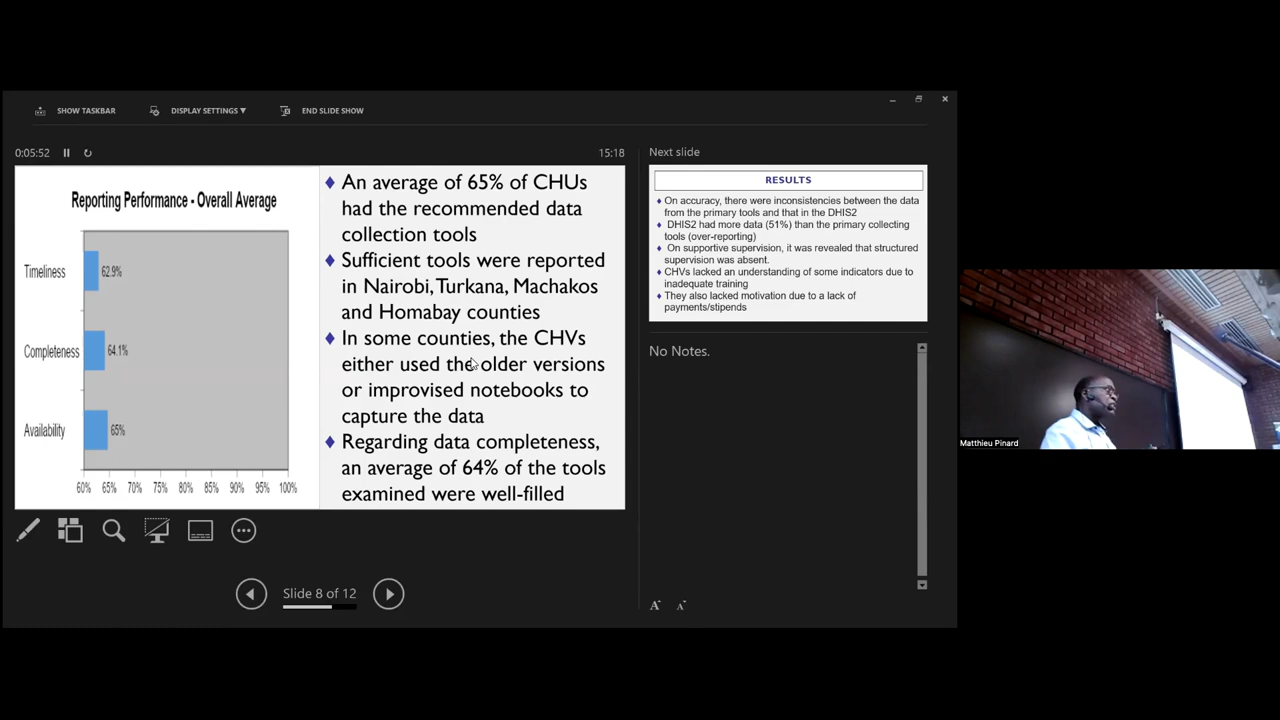 SHOW TASKBAR
DISPLAY SETTINGS ▼
END SLIDE SHOW
0:05:52
15:18
Reporting Performance - Overall Average
Timeliness
62.9%
Completeness
64.1%
Availability
65%
60% 65% 70% 75% 80% 85% 90% 95% 100%
An average of 65% of CHUs
had the recommended data
collection tools
Sufficient tools were reported
in Nairobi, Turkana, Machakos
and Homabay counties
In some counties, the CHVs
either used the older versions
or improvised notebooks to
capture the data
Regarding data completeness,
an average of 64% of the tools
examined were well-filled
Slide 8 of 12
Next slide
RESULTS
On accuracy, there were inconsistencies between the data
from the primary tools and that in the DHIS2
DHIS2 had more data (51%) than the primary collecting
tools (over-reporting)
On supportive supervision, it was revealed that structured
supervision was absent.
CHVs lacked an understanding of some indicators due to
inadequate training
They also lacked motivation due to a lack of
payments/stipends
No Notes.
A A
Matthieu Pinard